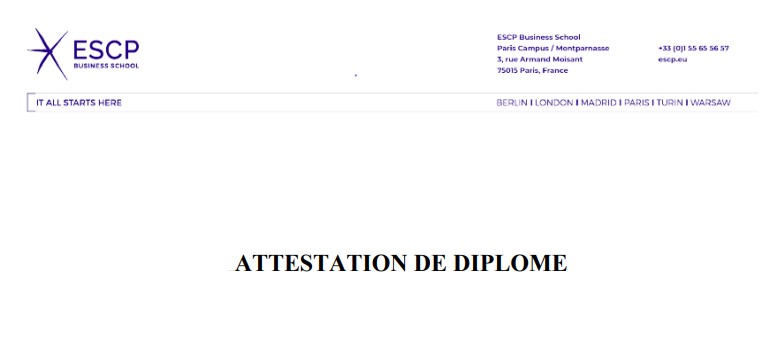 ESCP
BUSINESS SCHOOL
ESCP Business School
Paris Campus / Montparnasse
3, rue Armand Moisant
75015 Paris, France
+33 (0)1 55 65 56 57
escp.eu
IT ALL STARTS HERE
BERLIN I LONDON I MADRID I PARIS I TURIN I WARSAW
ATTESTATION DE DIPLOME